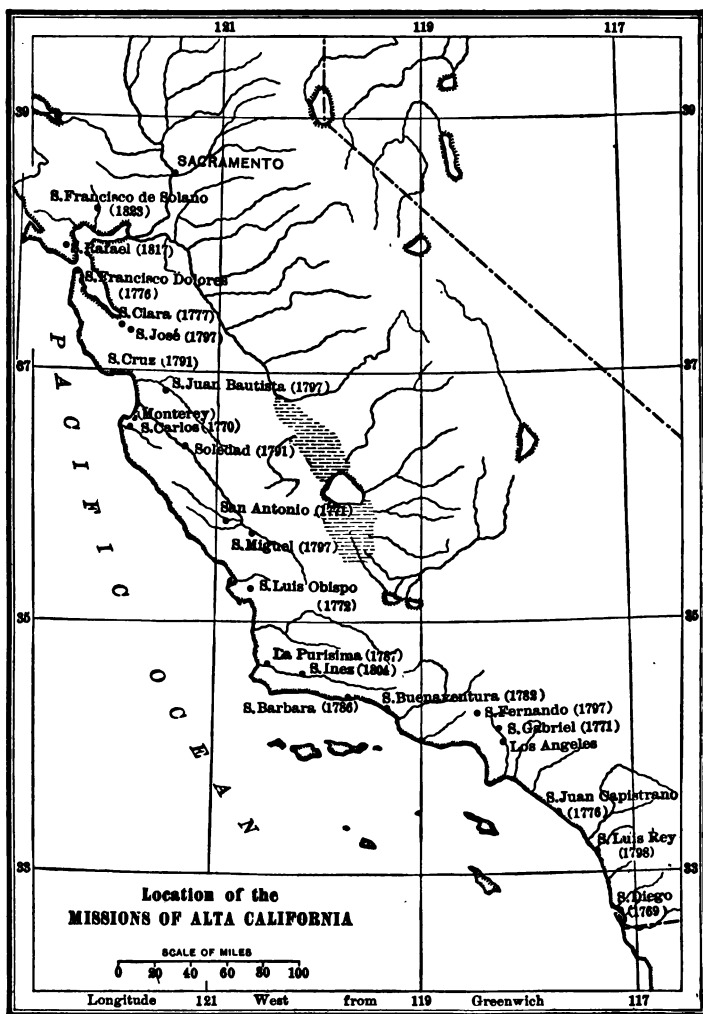 121 119 117
39 39
SACRAMENTO
S. Francisco de Solano
(1823)
S. Rafael (1817)
S. Francisco Dolores
(1776)
S. Clara (1777)
S. José (1797)
S. Cruz (1791)
37 37
S. Juan Bautista (1797)
(Monterey)
S. Carlos (1770)
Soledad (1791)
San Antonio (1771)
S. Miguel (1797)
S. Luis Obispo
(1772)
35 35
La Purisima (1787)
S. Inez (1804)
S. Buenaventura (1782)
S. Barbara (1786)
S. Fernando (1797)
S. Gabriel (1771)
Los Angeles
S. Juan Capistrano
(1776)
S. Luis Rey
(1798)
33 33
S. Diego
(1769)
PACIFIC OCEAN
Location of the
MISSIONS OF ALTA CALIFORNIA
SCALE OF MILES
0 20 40 60 80 100
Longitude 121 West from 119 Greenwich 117